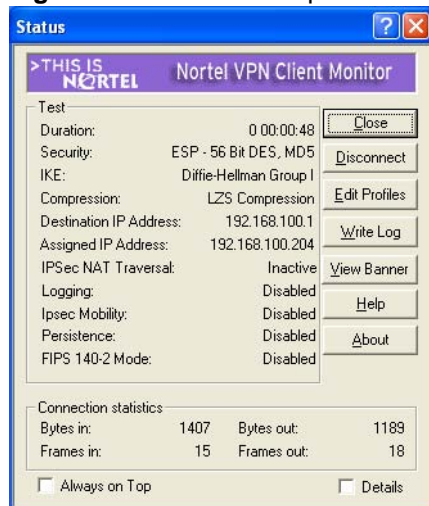 Status
>THIS IS NORTEL
Nortel VPN Client Monitor
Test
Duration: 0 00:00:48
Security: ESP - 56 Bit DES, MD5
IKE: Diffie-Hellman Group I
Compression: LZS Compression
Destination IP Address: 192.168.100.1
Assigned IP Address: 192.168.100.204
IPSec NAT Traversal: Inactive
Logging: Disabled
Ipsec Mobility: Disabled
Persistence: Disabled
FIPS 140-2 Mode: Disabled
Close
Disconnect
Edit Profiles
Write Log
View Banner
Help
About
Connection statistics
Bytes in: 1407 Bytes out: 1189
Frames in: 15 Frames out: 18
Always on Top
Details